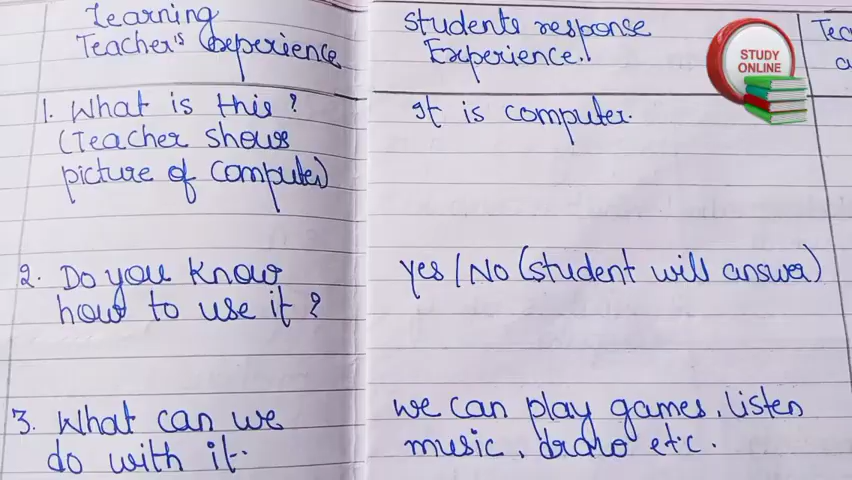 Learning
Teacher's Experience
Students response
Experience.
Tea
a
STUDY
ONLINE
1. What is this?
(Teacher shows
picture of computer)
It is computer.
2. Do you know
how to use it?
yes / No (student will answer)
3. What can we
do with it.
we can play games, listen
music, draw etc.